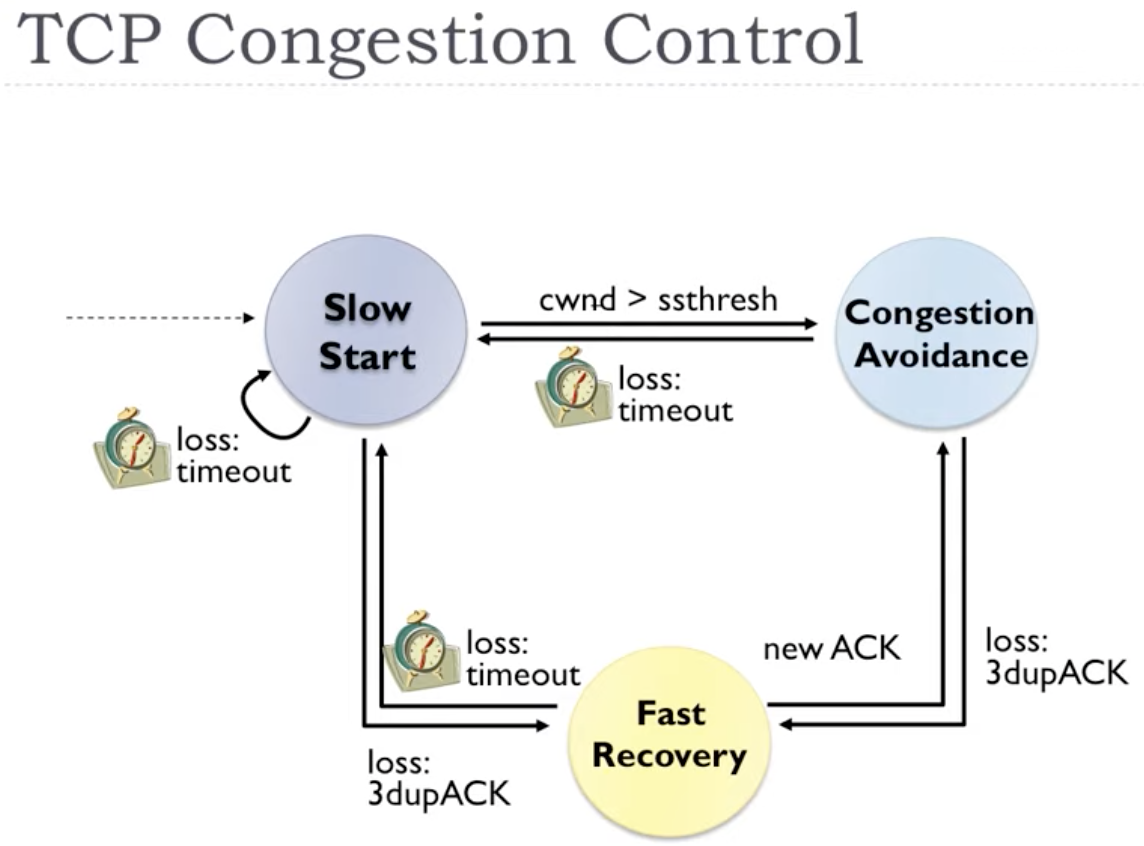 TCP Congestion Control
Slow
Start
cwnd > ssthresh
Congestion
Avoidance
loss:
timeout
loss:
timeout
loss:
timeout
new ACK
loss:
3dupACK
Fast
Recovery
loss:
3dupACK